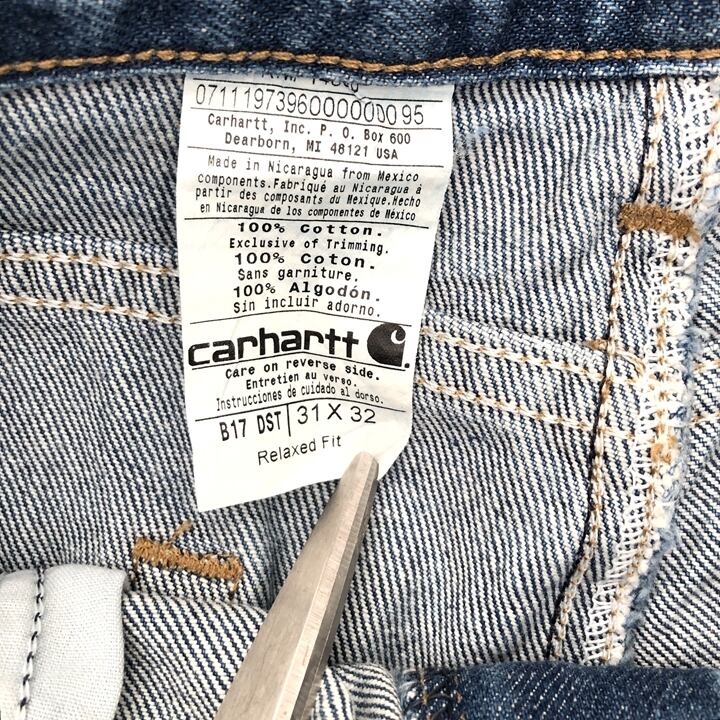 07111973960000000095
Carhartt, Inc. P. O. Box 600
Dearborn, MI 48121 USA
Made in Nicaragua from Mexico
components.Fabriqué au Nicaragua à
partir des composants du Mexique.Hecho
en Nicaragua de los componentes de México
100% Cotton.
Exclusive of Trimming.
100% Coton.
Sans garniture.
100% Algodón.
Sin incluir adorno.
carhartt
Care on reverse side.
Entretien au verso.
Instrucciones de cuidado al dorso.
B17 DST 31 X 32
Relaxed Fit